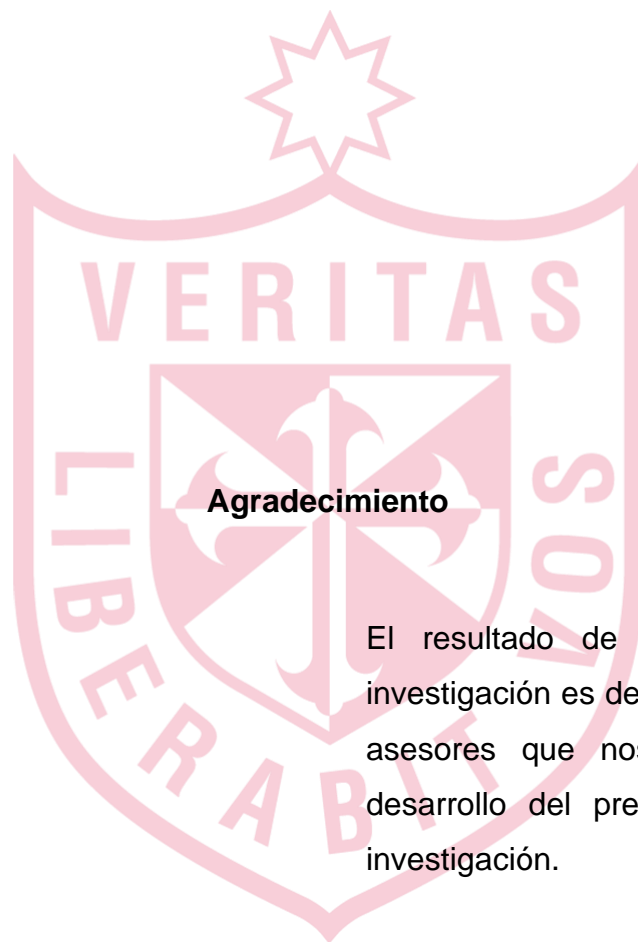 VERITAS
LIBERABIT VOS
Agradecimiento
El resultado de
investigación es de
asesores que nos
desarrollo del pre
investigación.